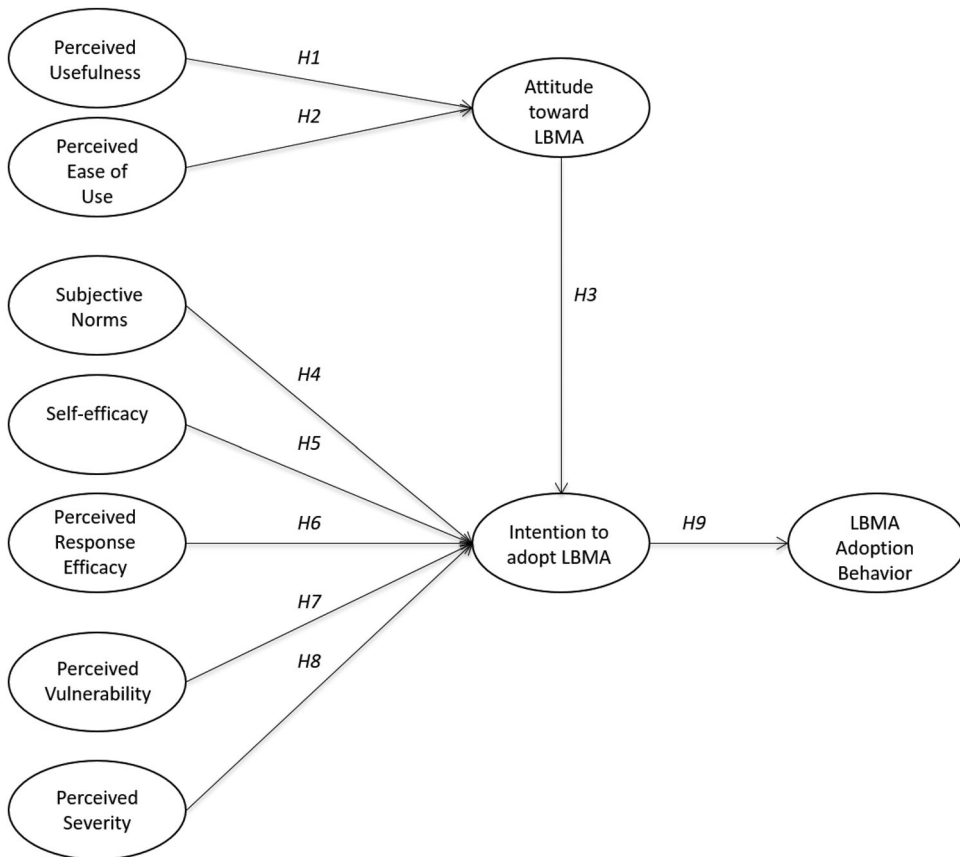 Perceived
Usefulness
H1
Attitude
toward
LBMA
H2
Perceived
Ease of
Use
Subjective
Norms
H3
H4
Self-efficacy
H5
Perceived
Response
Efficacy
H6
Intention to
adopt LBMA
H9
LBMA
Adoption
Behavior
H7
Perceived
Vulnerability
H8
Perceived
Severity